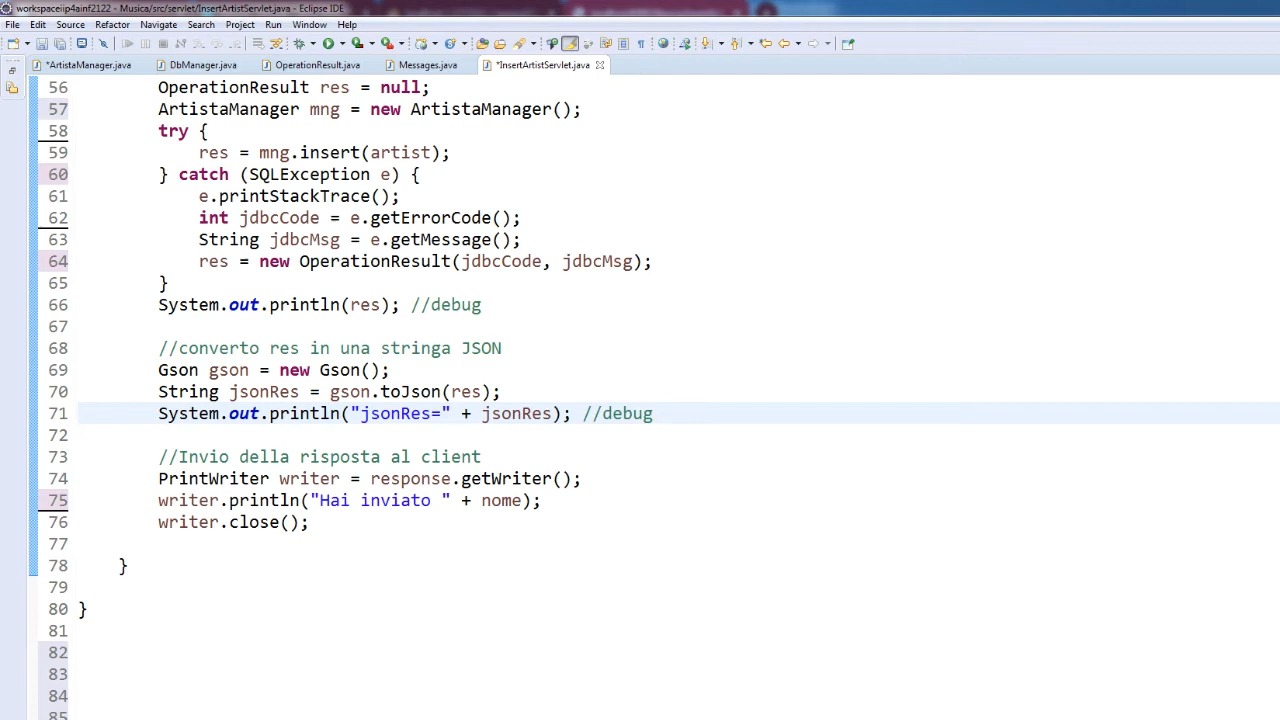 workspaceiip4ainf2122 - Musica/src/servlet/InsertArtistServlet.java - Eclipse IDE
File Edit Source Refactor Navigate Search Project Run Window Help
*ArtistaManager.java DbManager.java OperationResult.java Messages.java *InsertArtistServlet.java
56 OperationResult res = null;
57 ArtistaManager mng = new ArtistaManager();
58 try {
59 res = mng.insert(artist);
60 } catch (SQLException e) {
61 e.printStackTrace();
62 int jdbcCode = e.getErrorCode();
63 String jdbcMsg = e.getMessage();
64 res = new OperationResult(jdbcCode, jdbcMsg);
65 }
66 System.out.println(res); //debug
67
68 //converto res in una stringa JSON
69 Gson gson = new Gson();
70 String jsonRes = gson.toJson(res);
71 System.out.println("jsonRes=" + jsonRes); //debug
72
73 //Invio della risposta al client
74 PrintWriter writer = response.getWriter();
75 writer.println("Hai inviato " + nome);
76 writer.close();
77
78 }
79
80 }
81
82
83
84
85